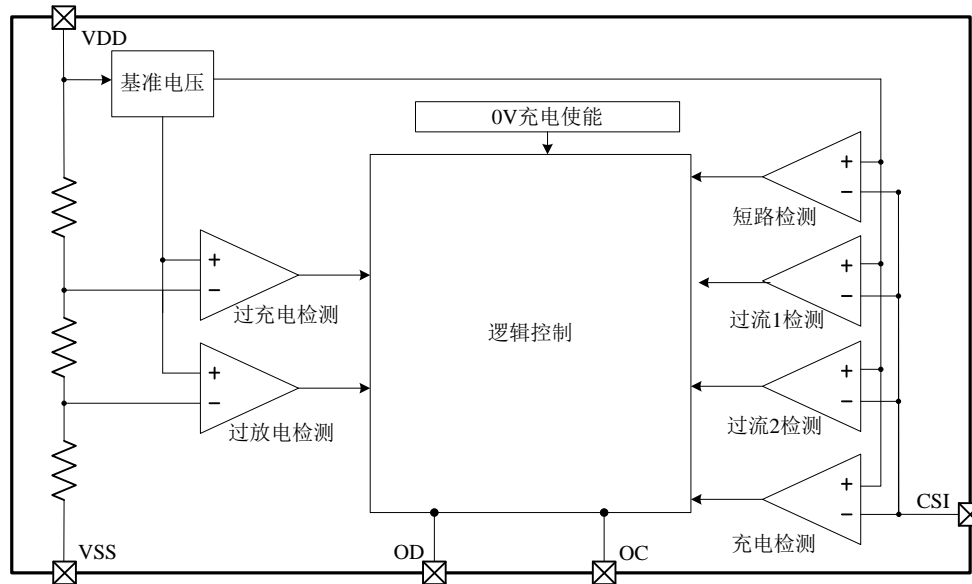 VDD
基准电压
0V充电使能
+
−
短路检测
+
−
过充电检测
+
−
过流1检测
逻辑控制
+
−
过放电检测
+
−
过流2检测
+
−
充电检测
CSI
VSS
OD
OC